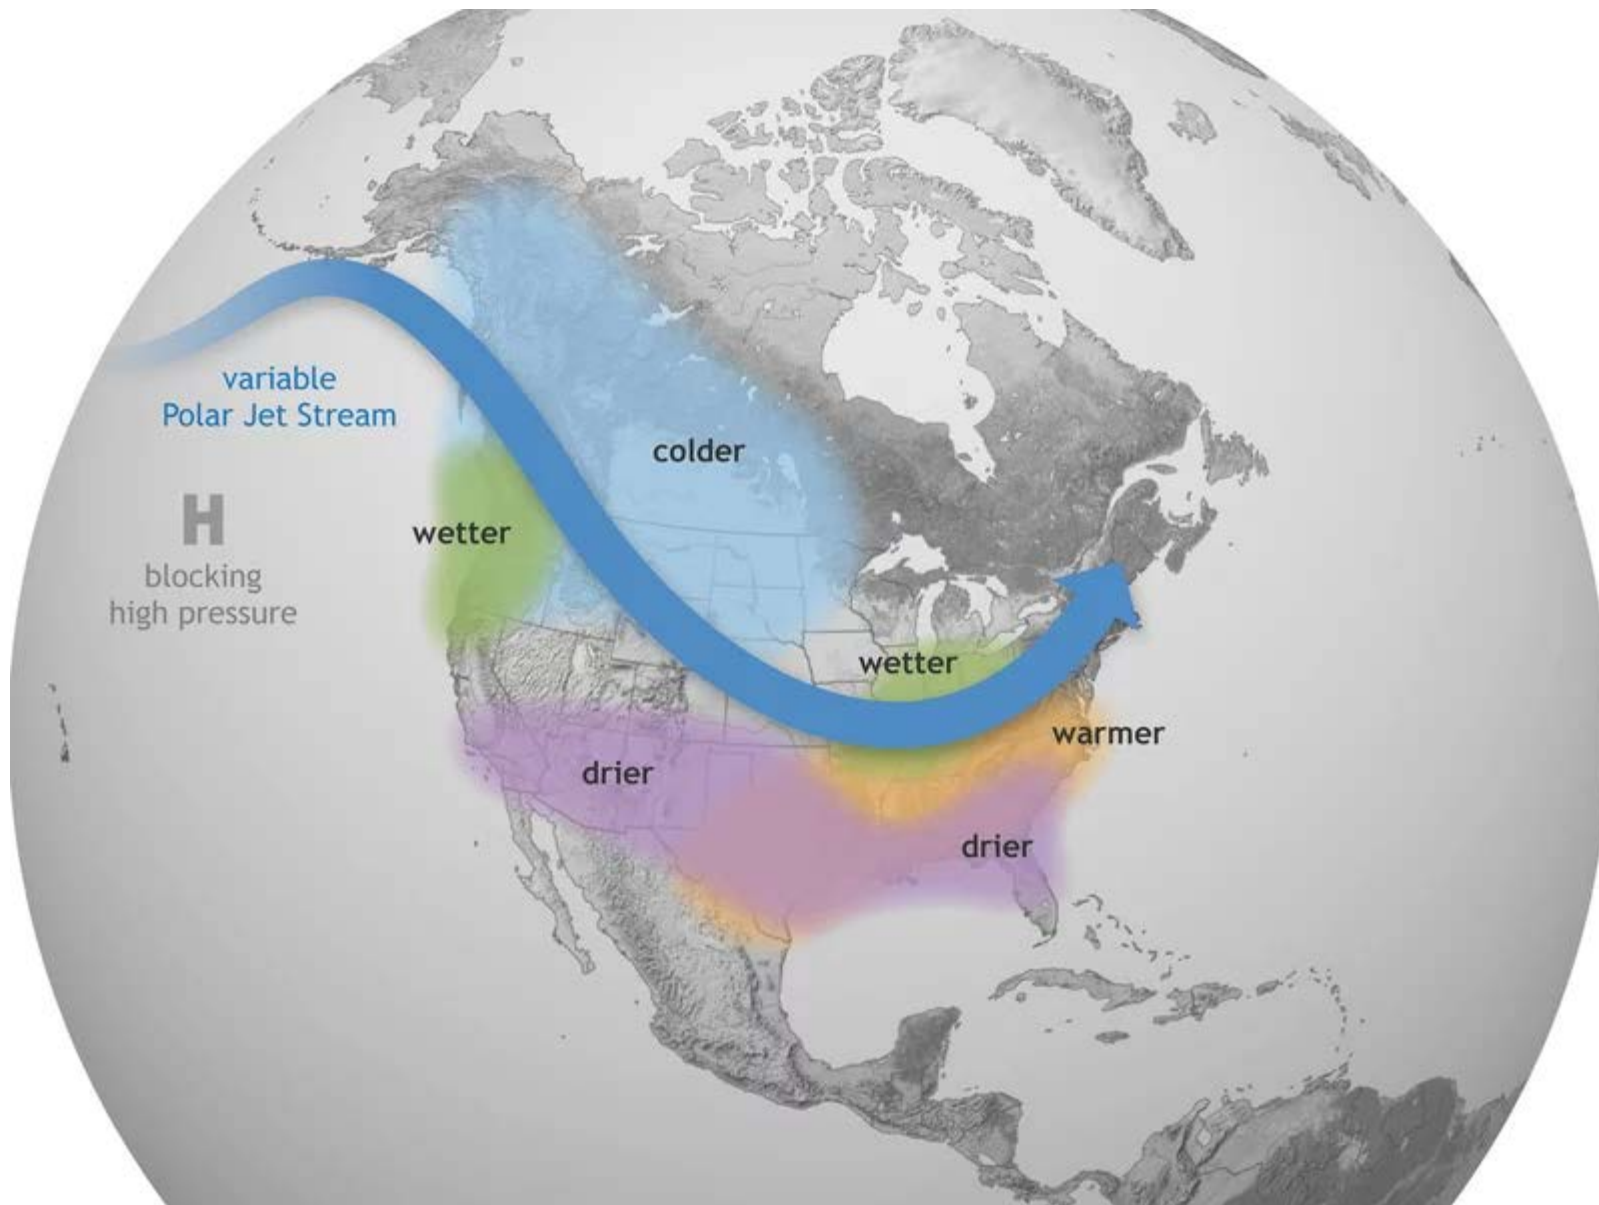 variable
Polar Jet Stream
colder
H
wetter
blocking
high pressure
wetter
warmer
drier
drier